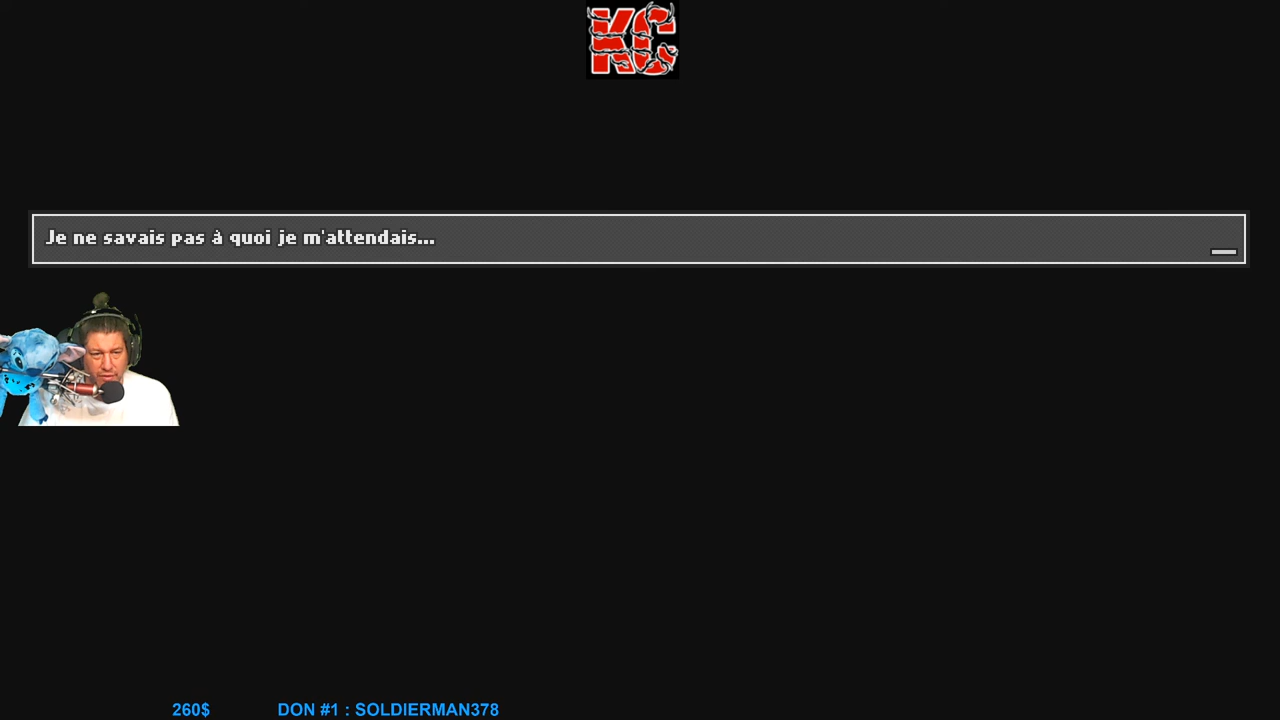 KC
Je ne savais pas à quoi je m'attendais...
260$ DON #1 : SOLDIERMAN378